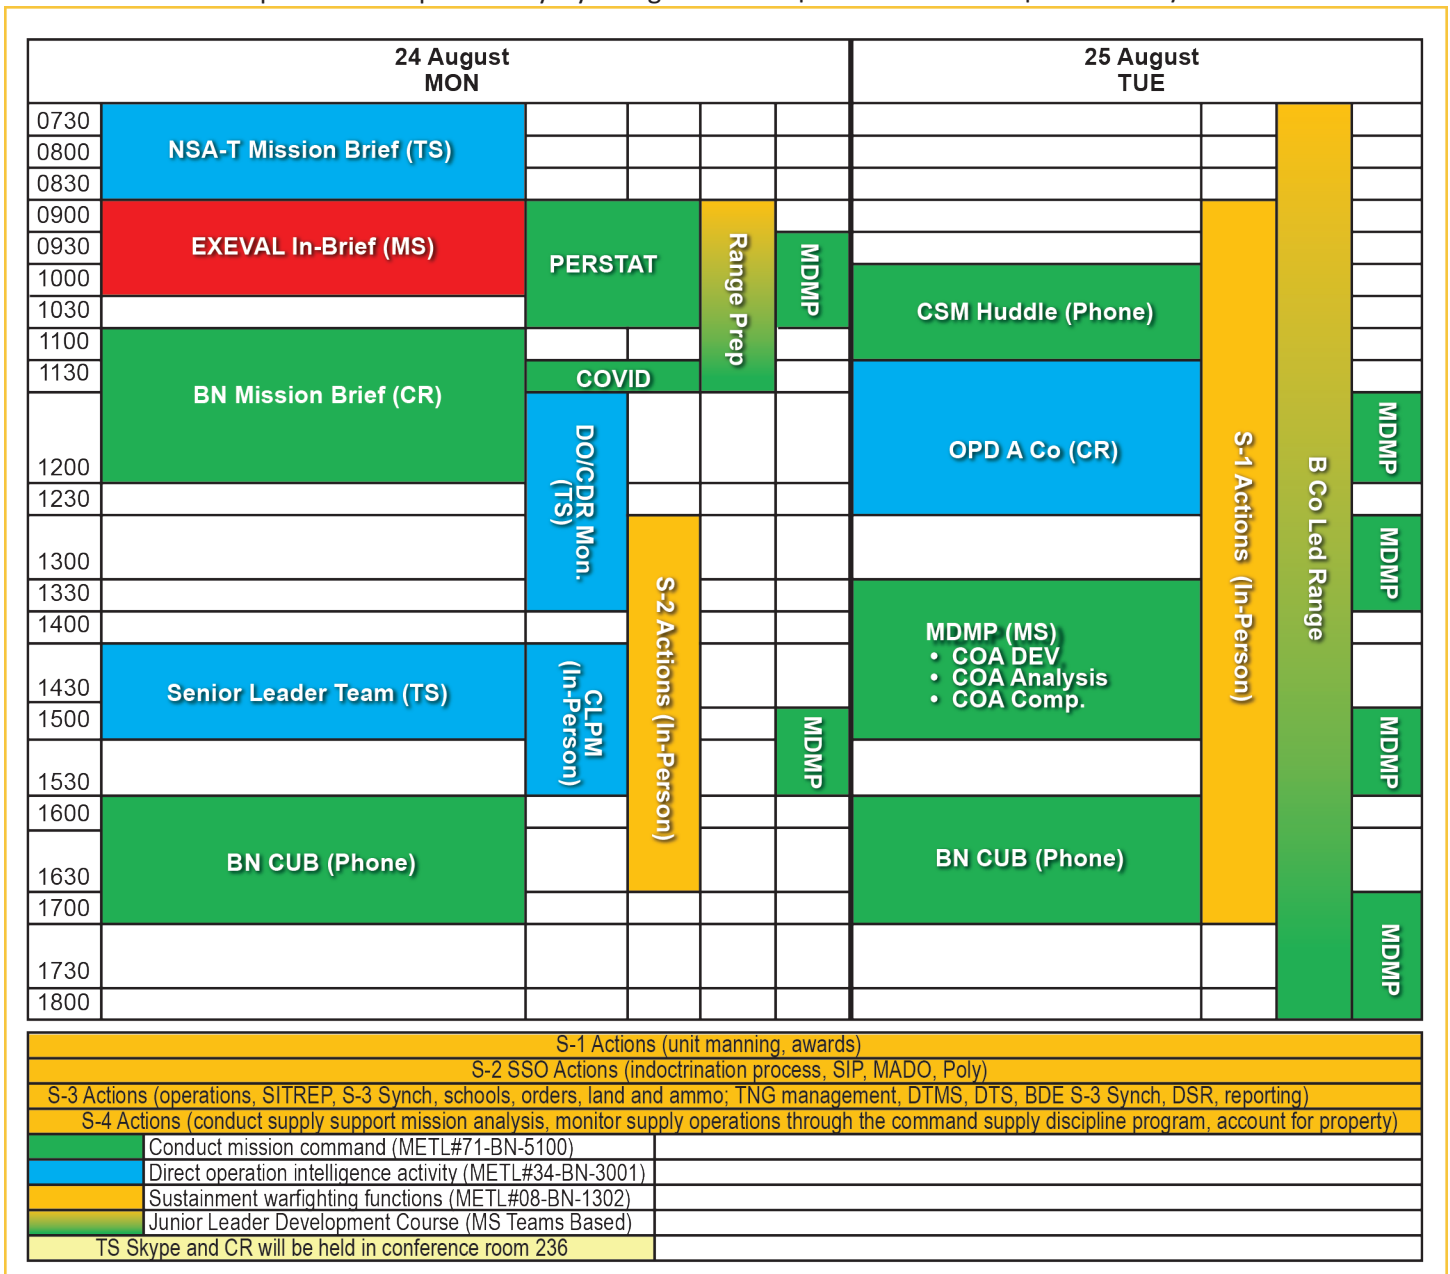 24 August
MON
25 August
TUE
0730
0800
0830
0900
0930
1000
1030
1100
1130
1200
1230
1300
1330
1400
1430
1500
1530
1600
1630
1700
1730
1800
NSA-T Mission Brief (TS)
EXEVAL In-Brief (MS)
BN Mission Brief (CR)
Senior Leader Team (TS)
BN CUB (Phone)
PERSTAT
COVID
DO/CDR Mon.
(TS)
CLPM
(In-Person)
S-2 Actions (In-Person)
Range Prep
MDMP
MDMP
CSM Huddle (Phone)
OPD A Co (CR)
MDMP (MS)
• COA DEV
• COA Analysis
• COA Comp.
BN CUB (Phone)
S-1 Actions (In-Person)
B Co Led Range
MDMP
MDMP
MDMP
MDMP
S-1 Actions (unit manning, awards)
S-2 SSO Actions (indoctrination process, SIP, MADO, Poly)
S-3 Actions (operations, SITREP, S-3 Synch, schools, orders, land and ammo; TNG management, DTMS, DTS, BDE S-3 Synch, DSR, reporting)
S-4 Actions (conduct supply support mission analysis, monitor supply operations through the command supply discipline program, account for property)
Conduct mission command (METL#71-BN-5100)
Direct operation intelligence activity (METL#34-BN-3001)
Sustainment warfighting functions (METL#08-BN-1302)
Junior Leader Development Course (MS Teams Based)
TS Skype and CR will be held in conference room 236